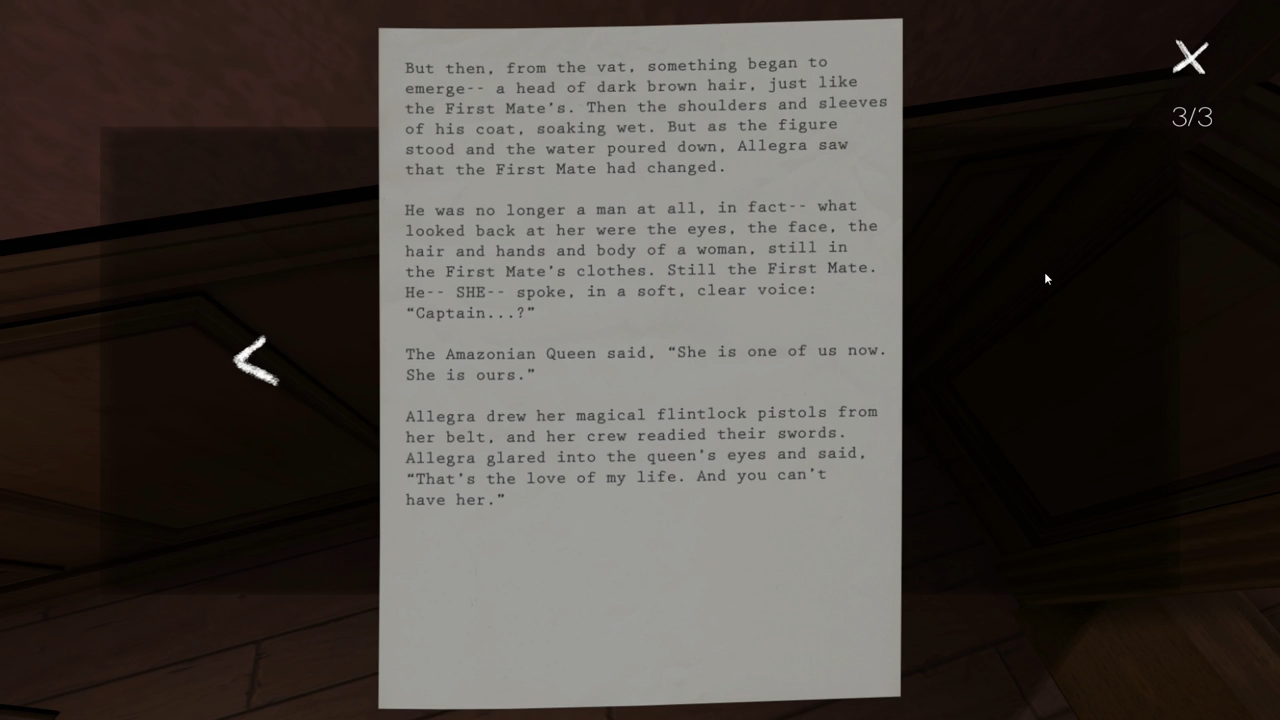 But then, from the vat, something began to
emerge-- a head of dark brown hair, just like
the First Mate's. Then the shoulders and sleeves
of his coat, soaking wet. But as the figure
stood and the water poured down, Allegra saw
that the First Mate had changed.
He was no longer a man at all, in fact-- what
looked back at her were the eyes, the face, the
hair and hands and body of a woman, still in
the First Mate's clothes. Still the First Mate.
He-- SHE-- spoke, in a soft, clear voice:
“Captain...?”
The Amazonian Queen said, “She is one of us now.
She is ours.”
Allegra drew her magical flintlock pistols from
her belt, and her crew readied their swords.
Allegra glared into the queen's eyes and said,
“That's the love of my life. And you can't
have her.”
3/3